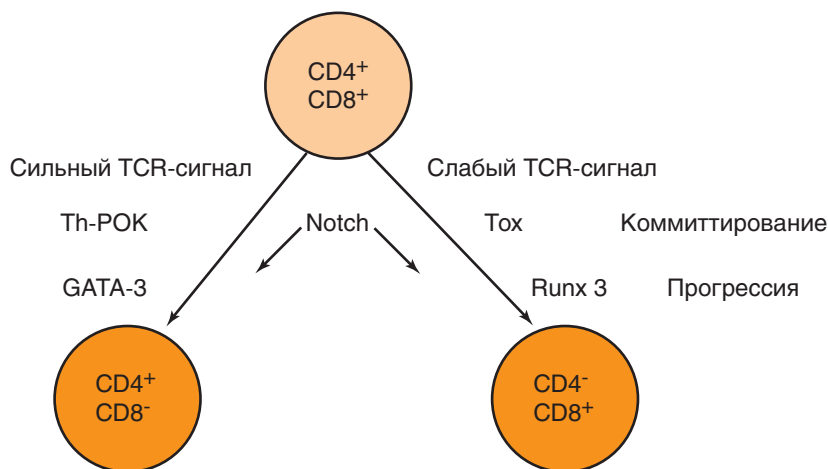 CD4⁺
CD8⁺
Сильный TCR-сигнал
Слабый TCR-сигнал
Th-POK
Notch
Tox
Коммиттирование
GATA-3
Runx 3
Прогрессия
CD4⁺
CD8⁻
CD4⁻
CD8⁺